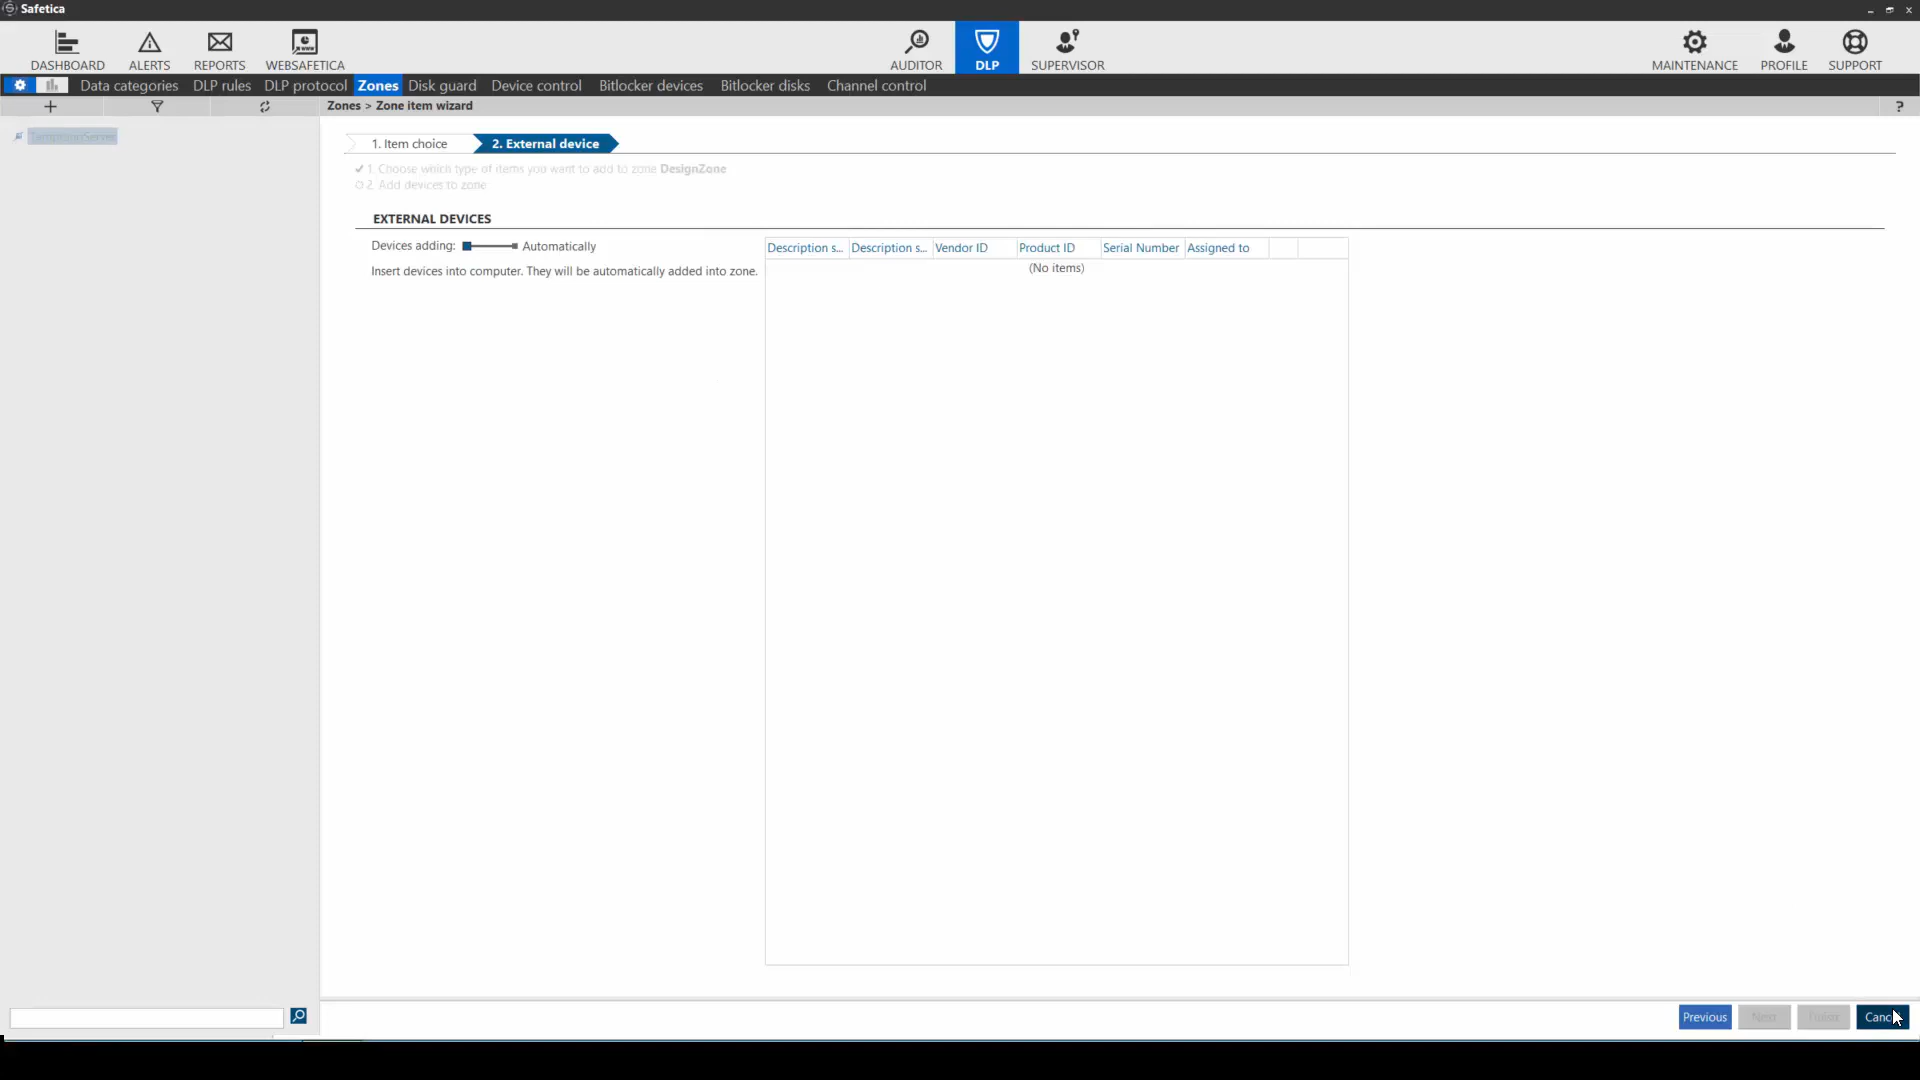 Safetica
DASHBOARD ALERTS REPORTS WEBSAFETICA AUDITOR DLP SUPERVISOR MAINTENANCE PROFILE SUPPORT
Data categories DLP rules DLP protocol Zones Disk guard Device control Bitlocker devices Bitlocker disks Channel control
Zones > Zone item wizard ?
1. Item choice 2. External device
1. Choose which type of items you want to add to zone DesignZone
2. Add devices to zone
EXTERNAL DEVICES
Devices adding: Automatically
Description s... Description s... Vendor ID Product ID Serial Number Assigned to
Insert devices into computer. They will be automatically added into zone.
(No items)
Previous Next